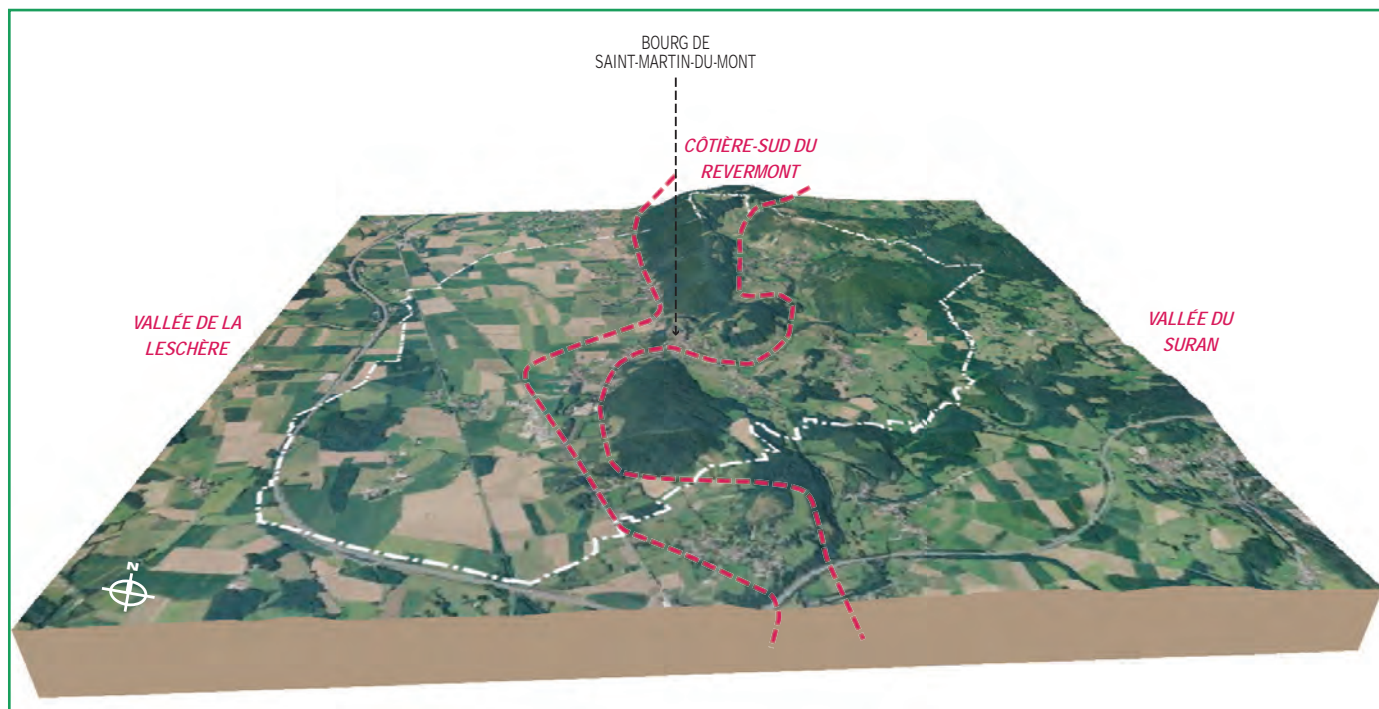 BOURG DE
SAINT-MARTIN-DU-MONT
CÔTIÈRE-SUD DU
REVERMONT
VALLÉE DE LA
LESCHÈRE
VALLÉE DU
SURAN
N